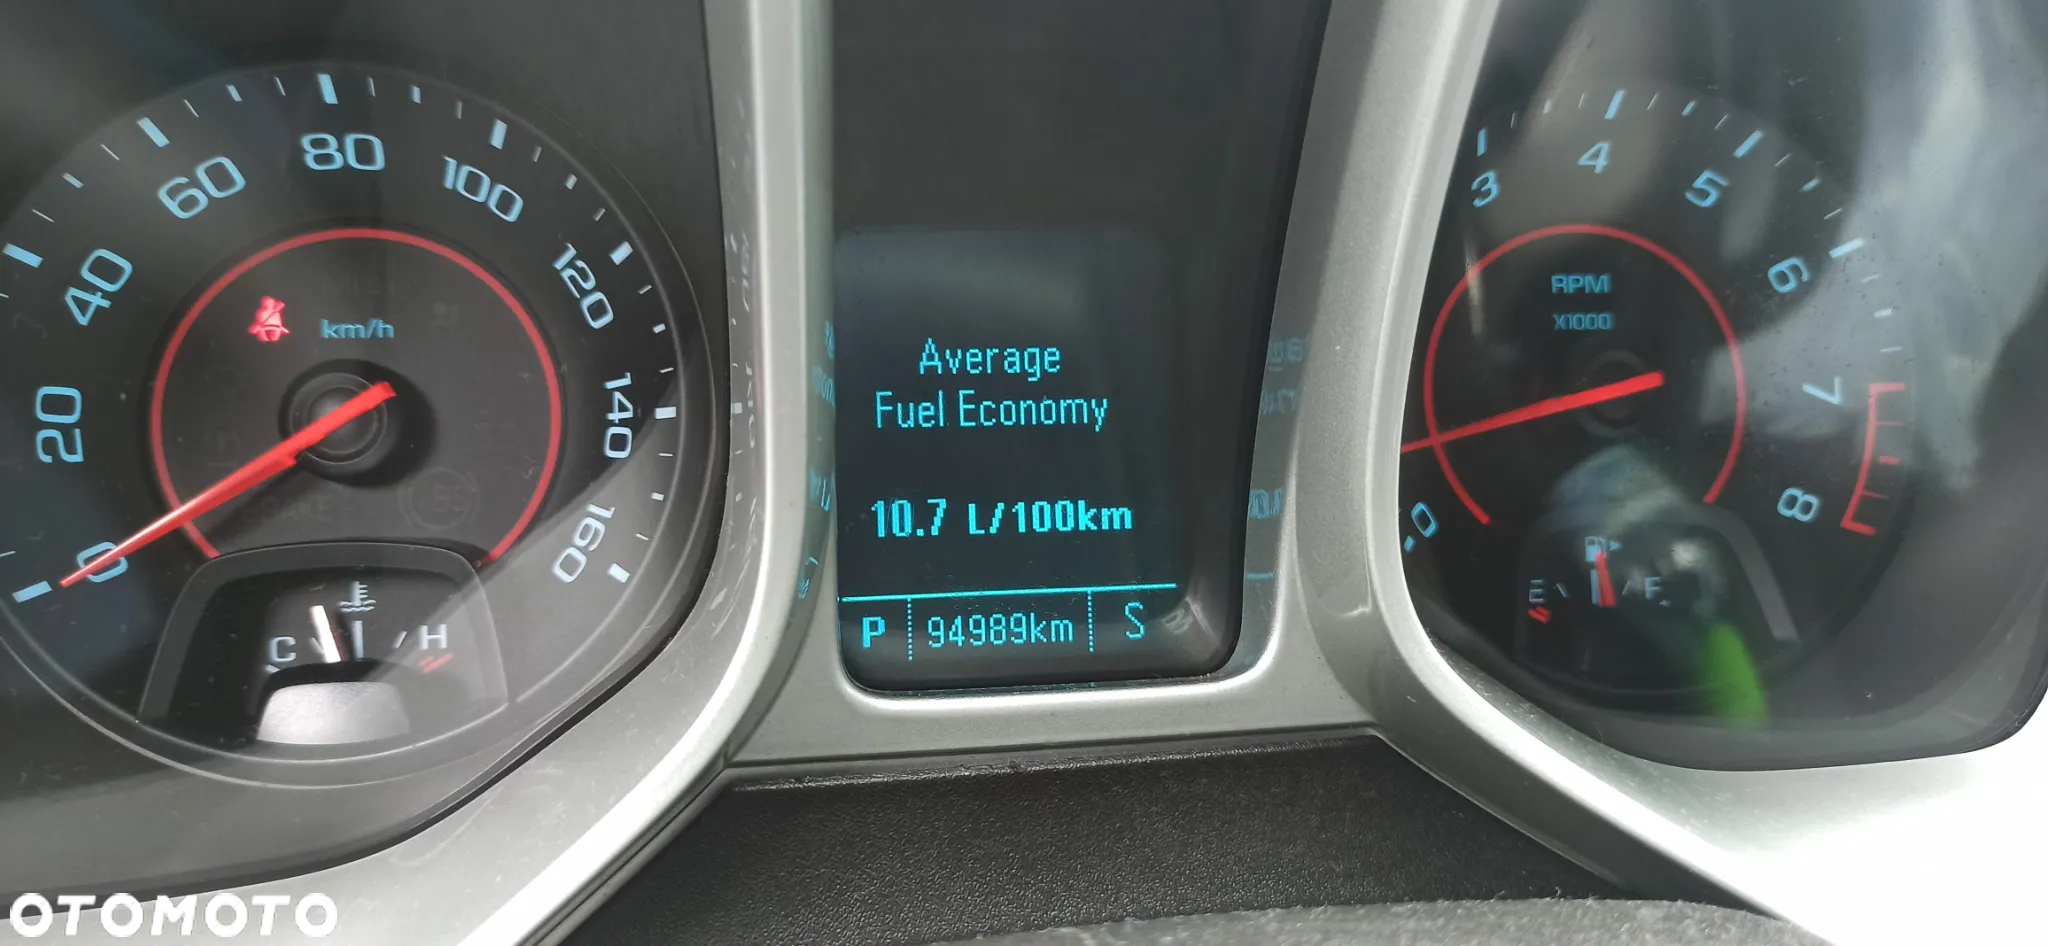 20
40
60
80
100
120
140
160
0
km/h
C
H
Average
Fuel Economy
10.7 L/100km
P 94989km S
3
4
5
6
7
8
0
RPM
X1000
E
F
OTOMOTO